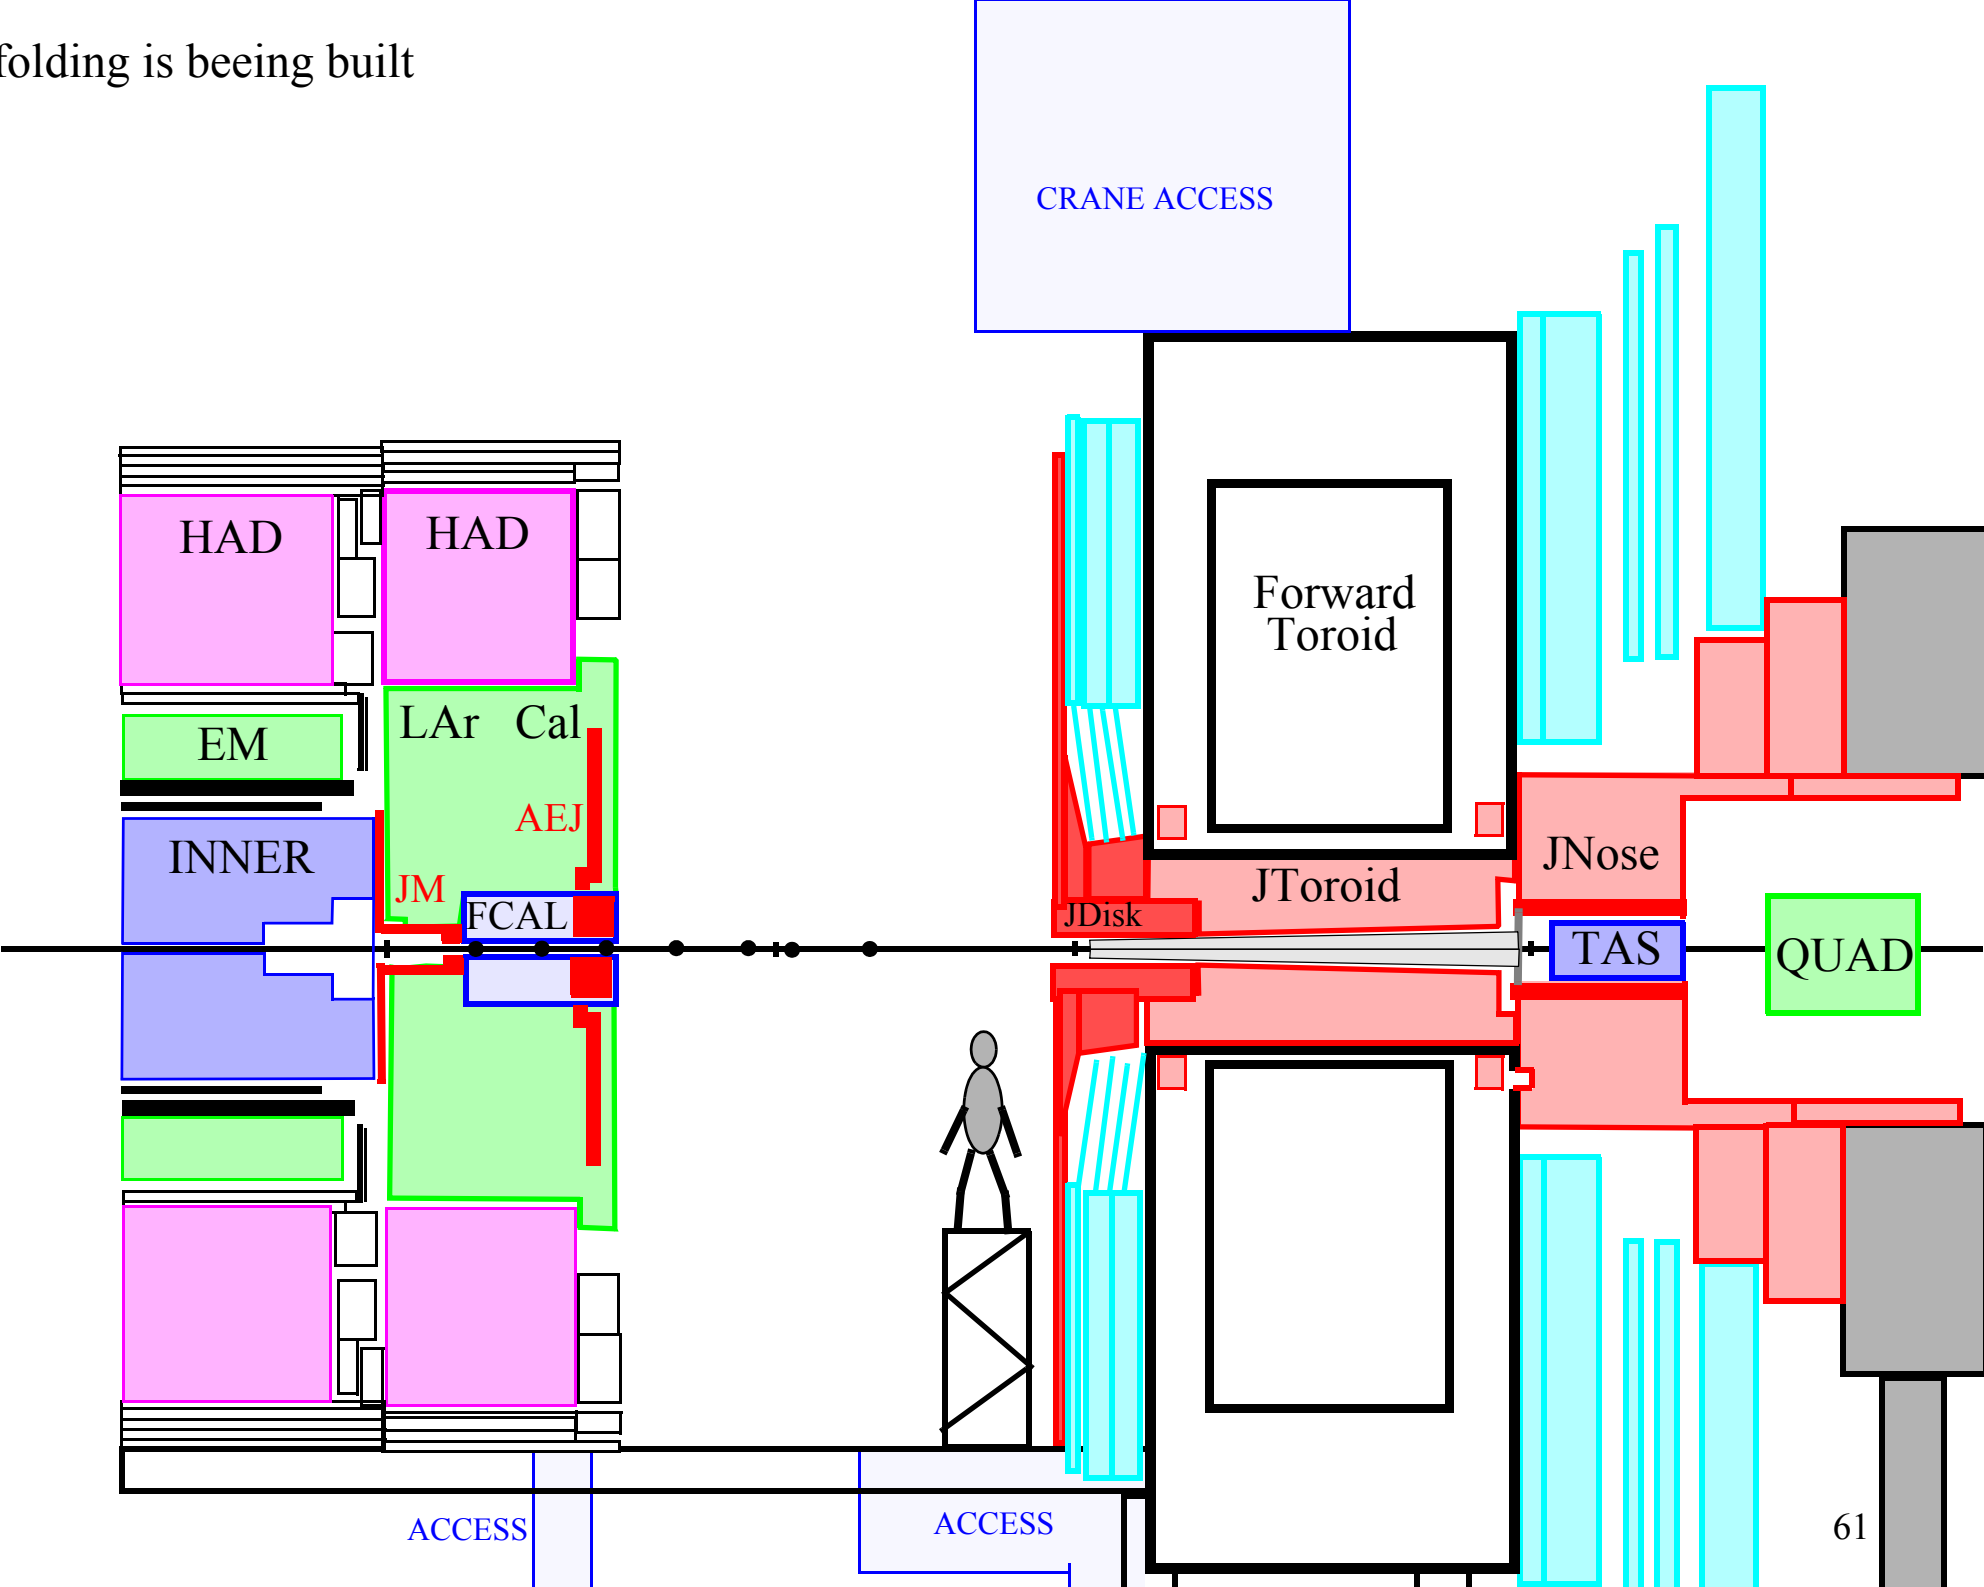 folding is beeing built
CRANE ACCESS
HAD
HAD
Forward
Toroid
LAr Cal
EM
AEJ
INNER
JM
JNose
JToroid
FCAL
JDisk
TAS
QUAD
ACCESS
ACCESS
61